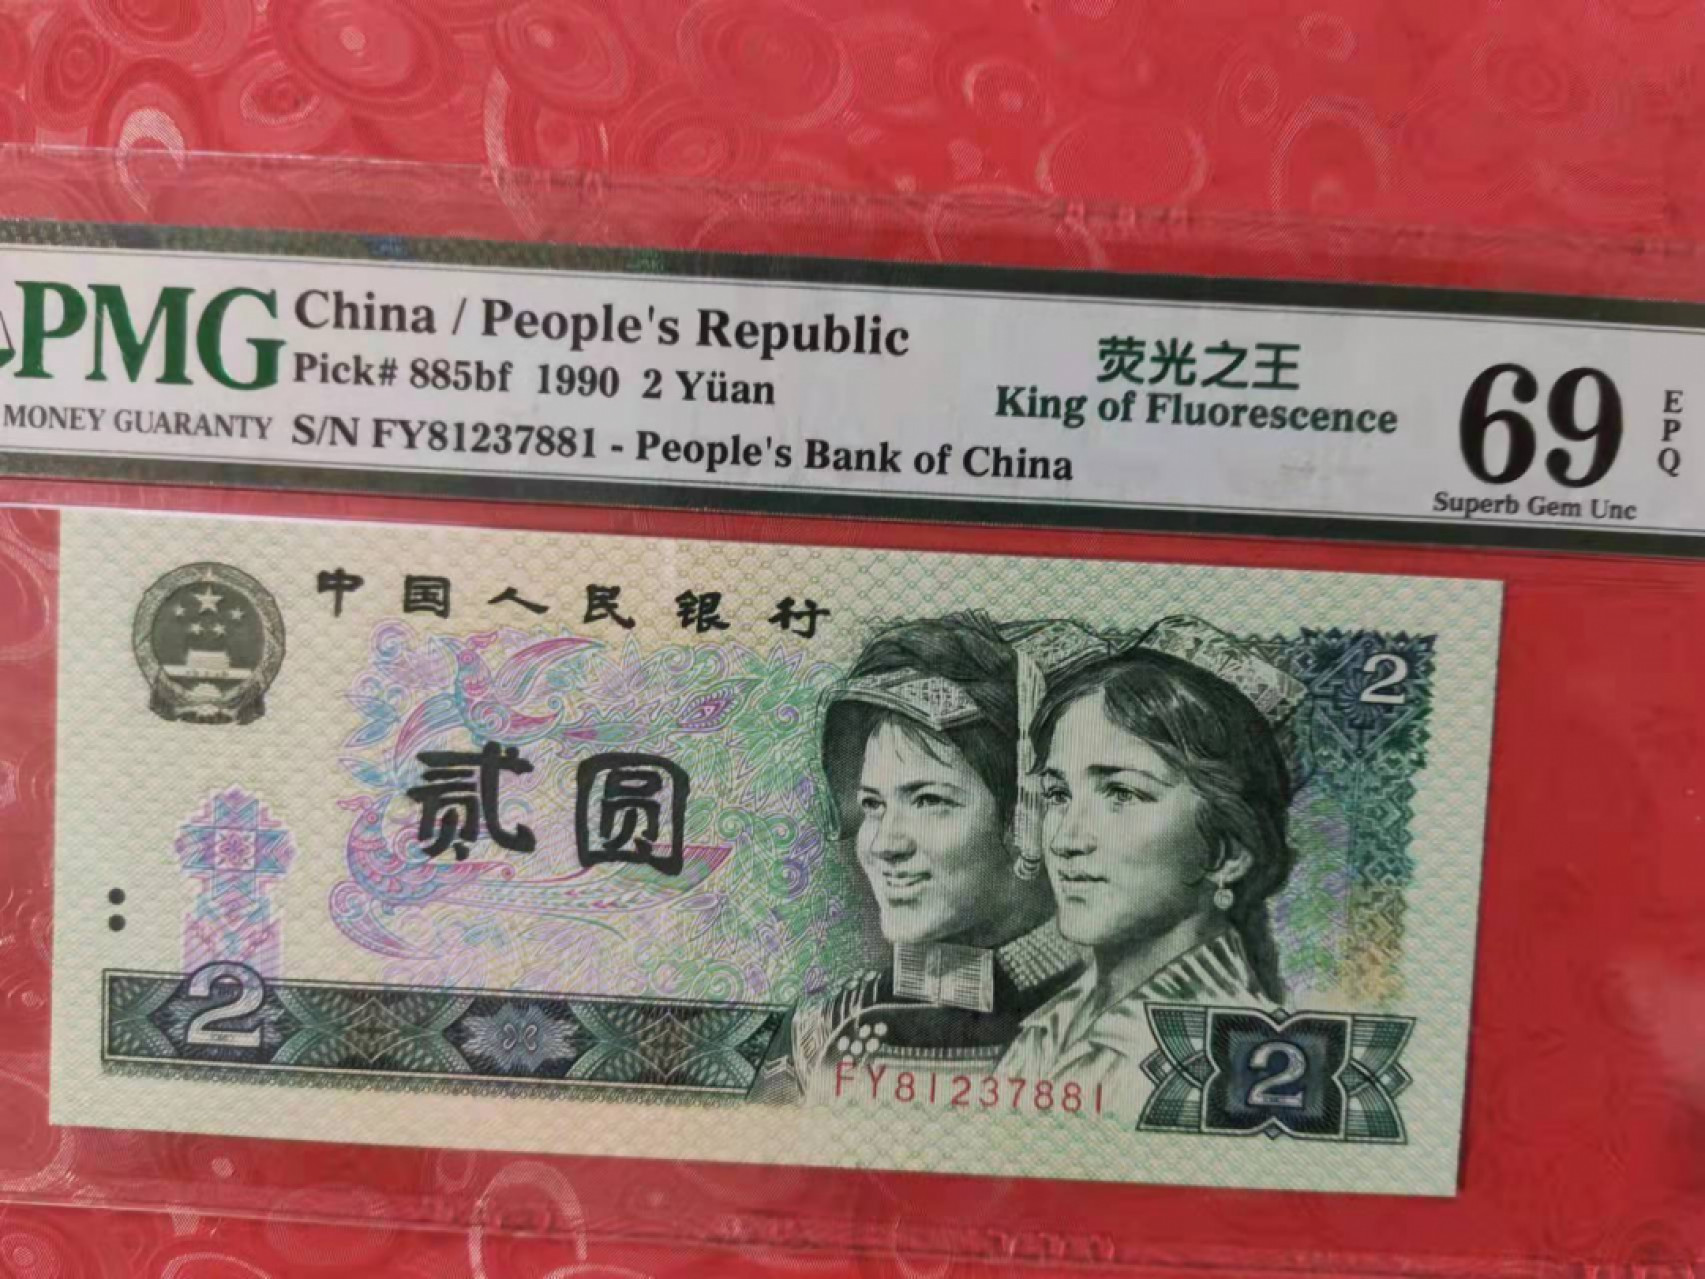 PMG
MONEY GUARANTY
China / People's Republic
Pick# 885bf 1990 2 Yüan
S/N FY81237881 - People's Bank of China
荧光之王
King of Fluorescence
69
EPQ
Superb Gem Unc
中国人民银行
2
贰圆
2
2
FY81237881